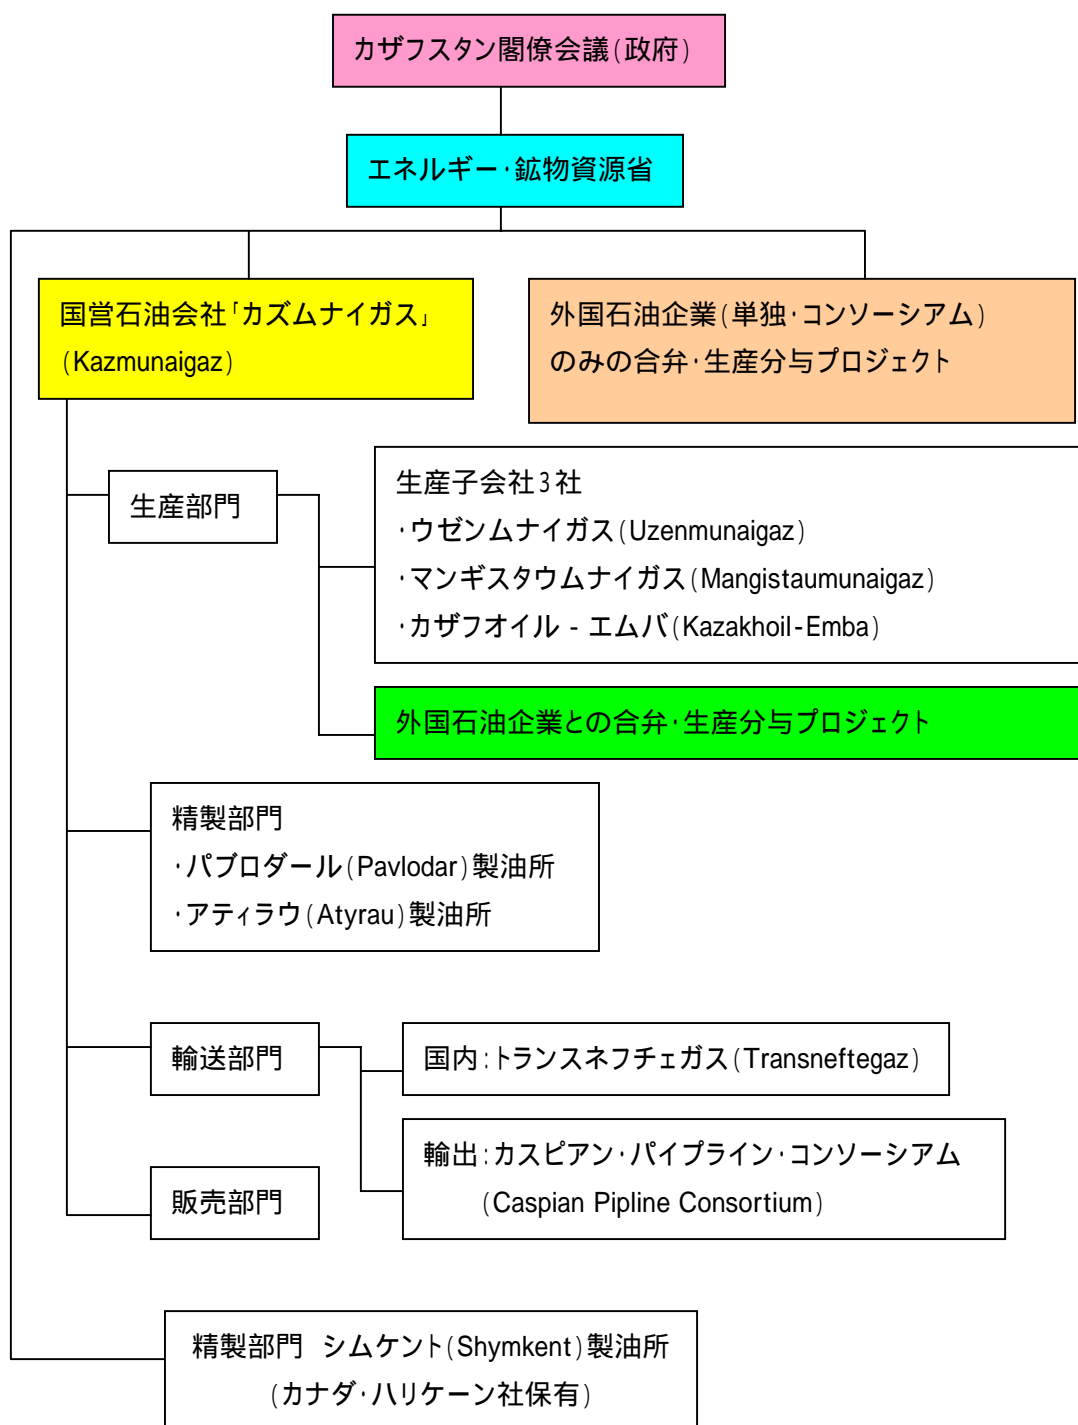 カザフスタン閣僚会議(政府)
エネルギー・鉱物資源省
国営石油会社「カズムナイガス」
(Kazmunaigaz)
外国石油企業(単独・コンソーシアム)
のみの合弁・生産分与プロジェクト
生産部門
生産子会社3社
・ウゼンムナイガス(Uzenmunaigaz)
・マンギスタウムナイガス(Mangistaumunaigaz)
・カザフオイル - エムバ(Kazakhoil-Emba)
外国石油企業との合弁・生産分与プロジェクト
精製部門
・パブロダール(Pavlodar)製油所
・アティラウ(Atyrau)製油所
輸送部門
国内:トランスネフチェガス(Transneftegaz)
輸出:カスピアン・パイプライン・コンソーシアム
(Caspian Pipline Consortium)
販売部門
精製部門 シムケント(Shymkent)製油所
(カナダ・ハリケーン社保有)